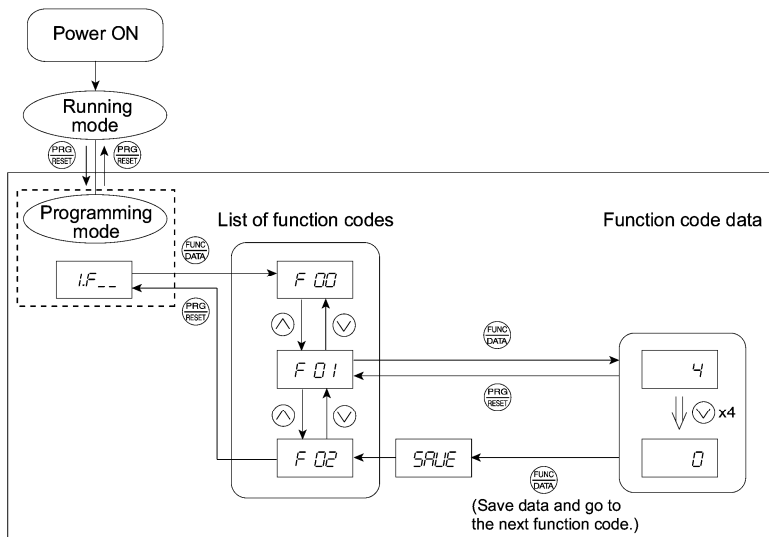 Power ON
Running
mode
PRG
RESET
PRG
RESET
Programming
mode
List of function codes
Function code data
FUNC
DATA
1.F__
F 00
PRG
RESET
FUNC
DATA
F 01
4
PRG
RESET
x4
F 02
SAVE
0
FUNC
DATA
(Save data and go to
the next function code.)